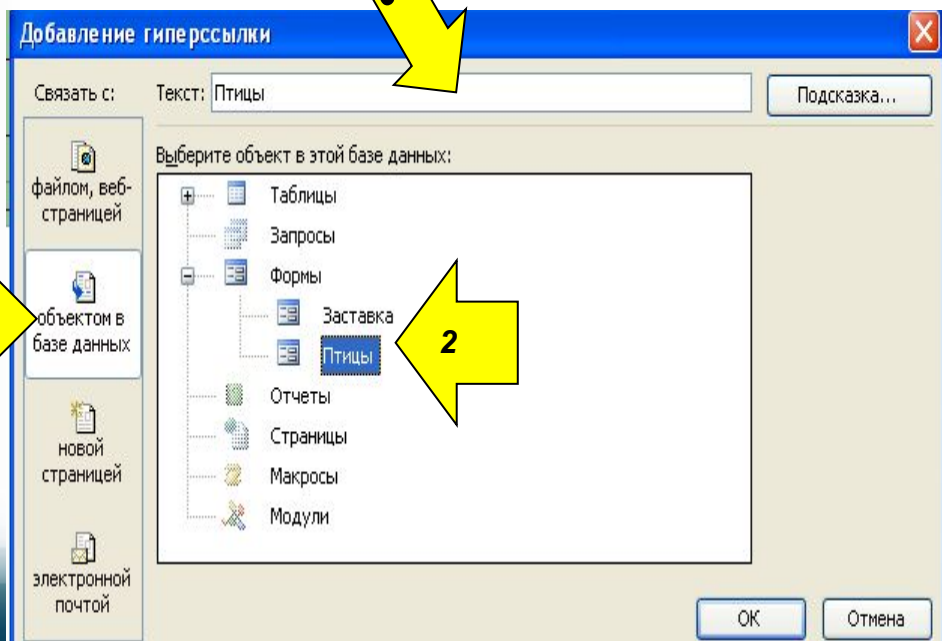 Добавление гиперссылки
Связать с:
Текст: Птицы
Подсказка...
Выберите объект в этой базе данных:
файлом, веб-
страницей
объектом в
базе данных
новой
страницей
электронной
почтой
Таблицы
Запросы
Формы
Заставка
Птицы
2
Отчеты
Страницы
Макросы
Модули
ОК
Отмена